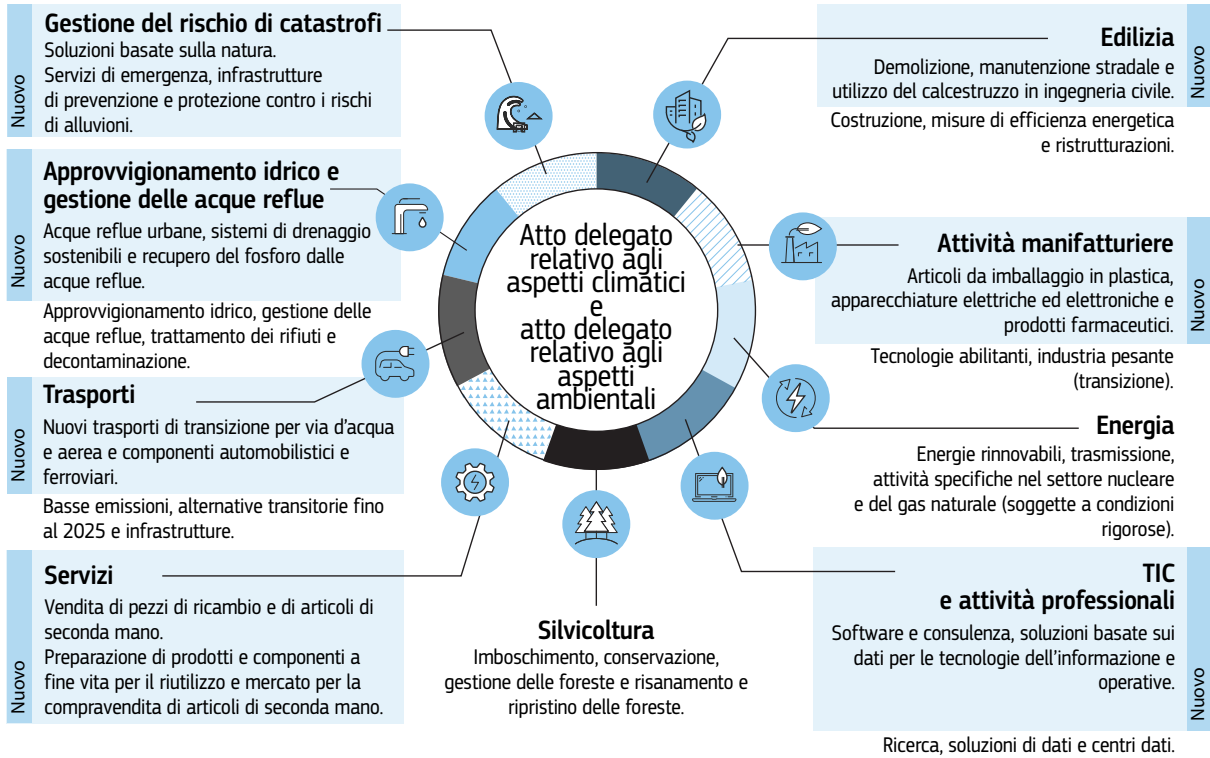 Gestione del rischio di catastrofi
Soluzioni basate sulla natura.
Servizi di emergenza, infrastrutture
di prevenzione e protezione contro i rischi
di alluvioni.
Nuovo
Approvvigionamento idrico e
gestione delle acque reflue
Acque reflue urbane, sistemi di drenaggio
sostenibili e recupero del fosforo dalle
acque reflue.
Nuovo
Approvvigionamento idrico, gestione delle
acque reflue, trattamento dei rifiuti e
decontaminazione.
Trasporti
Nuovi trasporti di transizione per via d'acqua
e aerea e componenti automobilistici e
ferroviari.
Nuovo
Basse emissioni, alternative transitorie fino
al 2025 e infrastrutture.
Servizi
Vendita di pezzi di ricambio e di articoli di
seconda mano.
Preparazione di prodotti e componenti a
fine vita per il riutilizzo e mercato per la
compravendita di articoli di seconda mano.
Nuovo
Atto delegato
relativo agli
aspetti climatici
e
atto delegato
relativo agli
aspetti
ambientali
Silvicoltura
Imboschimento, conservazione,
gestione delle foreste e risanamento e
ripristino delle foreste.
Edilizia
Demolizione, manutenzione stradale e
utilizzo del calcestruzzo in ingegneria civile.
Nuovo
Costruzione, misure di efficienza energetica
e ristrutturazioni.
Attività manifatturiere
Articoli da imballaggio in plastica,
apparecchiature elettriche ed elettroniche e
prodotti farmaceutici.
Nuovo
Tecnologie abilitanti, industria pesante
(transizione).
Energia
Energie rinnovabili, trasmissione,
attività specifiche nel settore nucleare
e del gas naturale (soggette a condizioni
rigorose).
TIC
e attività professionali
Software e consulenza, soluzioni basate sui
dati per le tecnologie dell'informazione e
operative.
Nuovo
Ricerca, soluzioni di dati e centri dati.